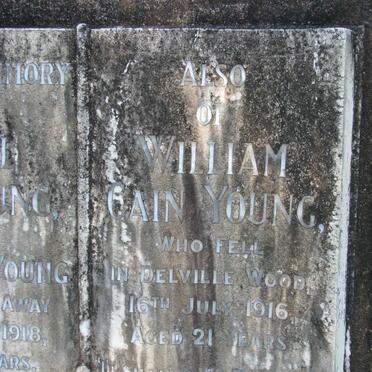 MORY
ALSO
OF
WILLIAM
CAIN YOUNG,
UNG,
WHO FELL
IN DELVILLE WOOD,
YOUNG
16TH JULY 1916,
AWAY
AGED 21 YEARS
1918,
ARS.